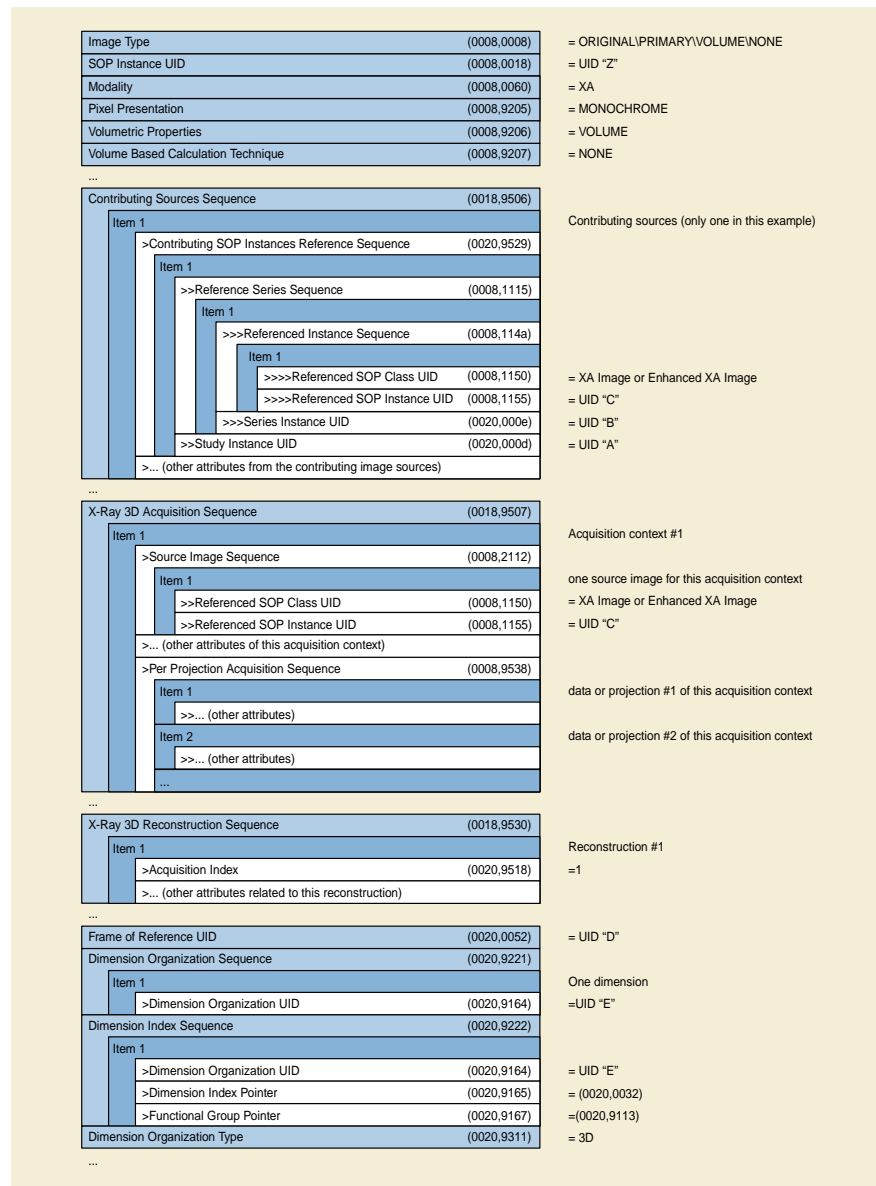 Image Type (0008,0008) = ORIGINAL\PRIMARY\VOLUME\NONE
SOP Instance UID (0008,0018) = UID “Z”
Modality (0008,0060) = XA
Pixel Presentation (0008,9205) = MONOCHROME
Volumetric Properties (0008,9206) = VOLUME
Volume Based Calculation Technique (0008,9207) = NONE
...
Contributing Sources Sequence (0018,9506)
Item 1 Contributing sources (only one in this example)
>Contributing SOP Instances Reference Sequence (0020,9529)
Item 1
>>Reference Series Sequence (0008,1115)
Item 1
>>>Referenced Instance Sequence (0008,114a)
Item 1
>>>>Referenced SOP Class UID (0008,1150) = XA Image or Enhanced XA Image
>>>>Referenced SOP Instance UID (0008,1155) = UID “C”
>>>Series Instance UID (0020,000e) = UID “B”
>>Study Instance UID (0020,000d) = UID “A”
>... (other attributes from the contributing image sources)
...
X-Ray 3D Acquisition Sequence (0018,9507)
Item 1 Acquisition context #1
>Source Image Sequence (0008,2112)
Item 1 one source image for this acquisition context
>>Referenced SOP Class UID (0008,1150) = XA Image or Enhanced XA Image
>>Referenced SOP Instance UID (0008,1155) = UID “C”
>... (other attributes of this acquisition context)
>Per Projection Acquisition Sequence (0008,9538)
Item 1 data or projection #1 of this acquisition context
>>... (other attributes)
Item 2 data or projection #2 of this acquisition context
>>... (other attributes)
...
...
X-Ray 3D Reconstruction Sequence (0018,9530)
Item 1 Reconstruction #1
>Acquisition Index (0020,9518) =1
>... (other attributes related to this reconstruction)
...
Frame of Reference UID (0020,0052) = UID “D”
Dimension Organization Sequence (0020,9221)
Item 1 One dimension
>Dimension Organization UID (0020,9164) =UID “E”
Dimension Index Sequence (0020,9222)
Item 1
>Dimension Organization UID (0020,9164) = UID “E”
>Dimension Index Pointer (0020,9165) = (0020,0032)
>Functional Group Pointer (0020,9167) =(0020,9113)
Dimension Organization Type (0020,9311) = 3D
...